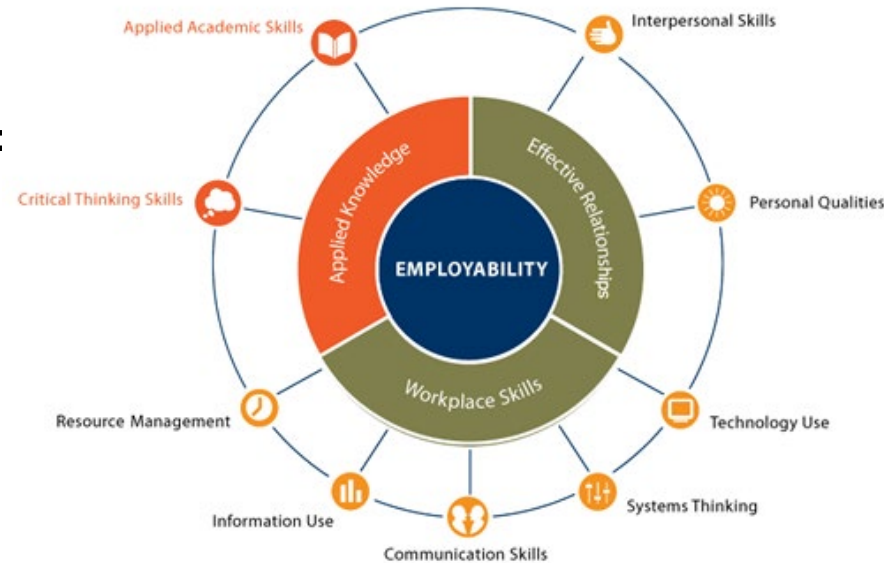 Applied Academic Skills
Interpersonal Skills
:
Applied Knowledge
Effective Relationships
Critical Thinking Skills
Personal Qualities
EMPLOYABILITY
Workplace Skills
Resource Management
Technology Use
Information Use
Systems Thinking
Communication Skills